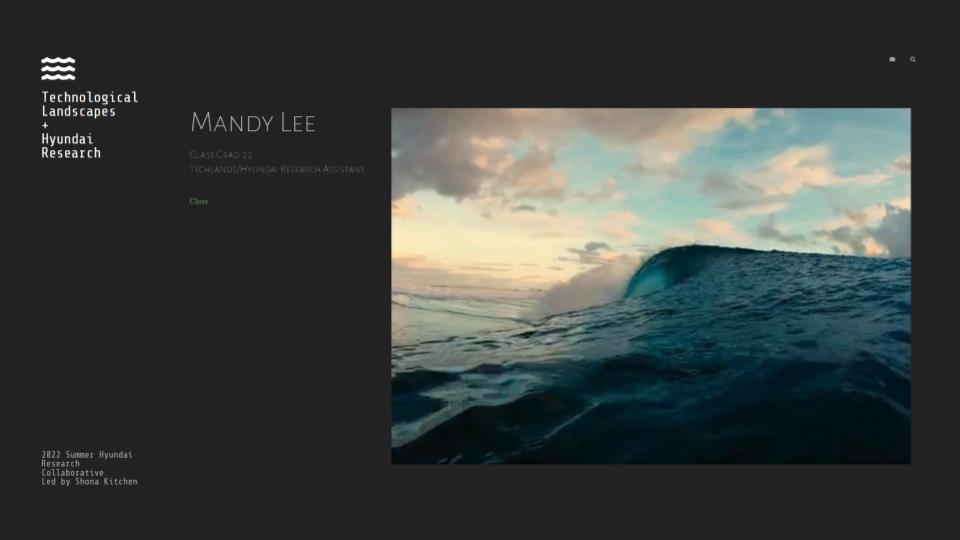 Technological
Landscapes
+
Hyundai
Research
Mandy Lee
Glass Grad '22
Techlands/Hyundai Research Assistant
Close
2022 Summer Hyundai
Research
Collaborative
Led by Shona Kitchen